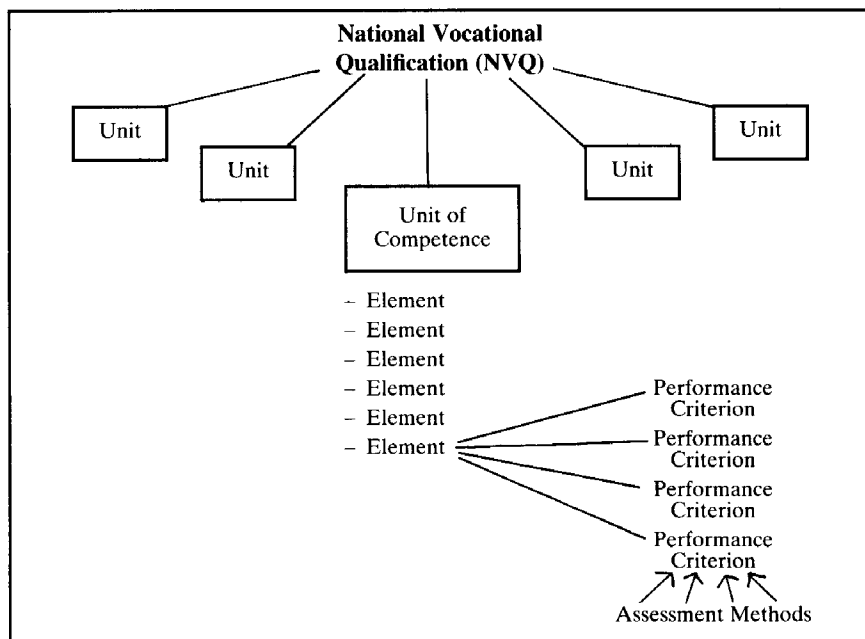 National Vocational
Qualification (NVQ)
Unit
Unit
Unit
Unit
Unit of
Competence
– Element
– Element
– Element
– Element
– Element
– Element
Performance
Criterion
Performance
Criterion
Performance
Criterion
Performance
Criterion
Assessment Methods